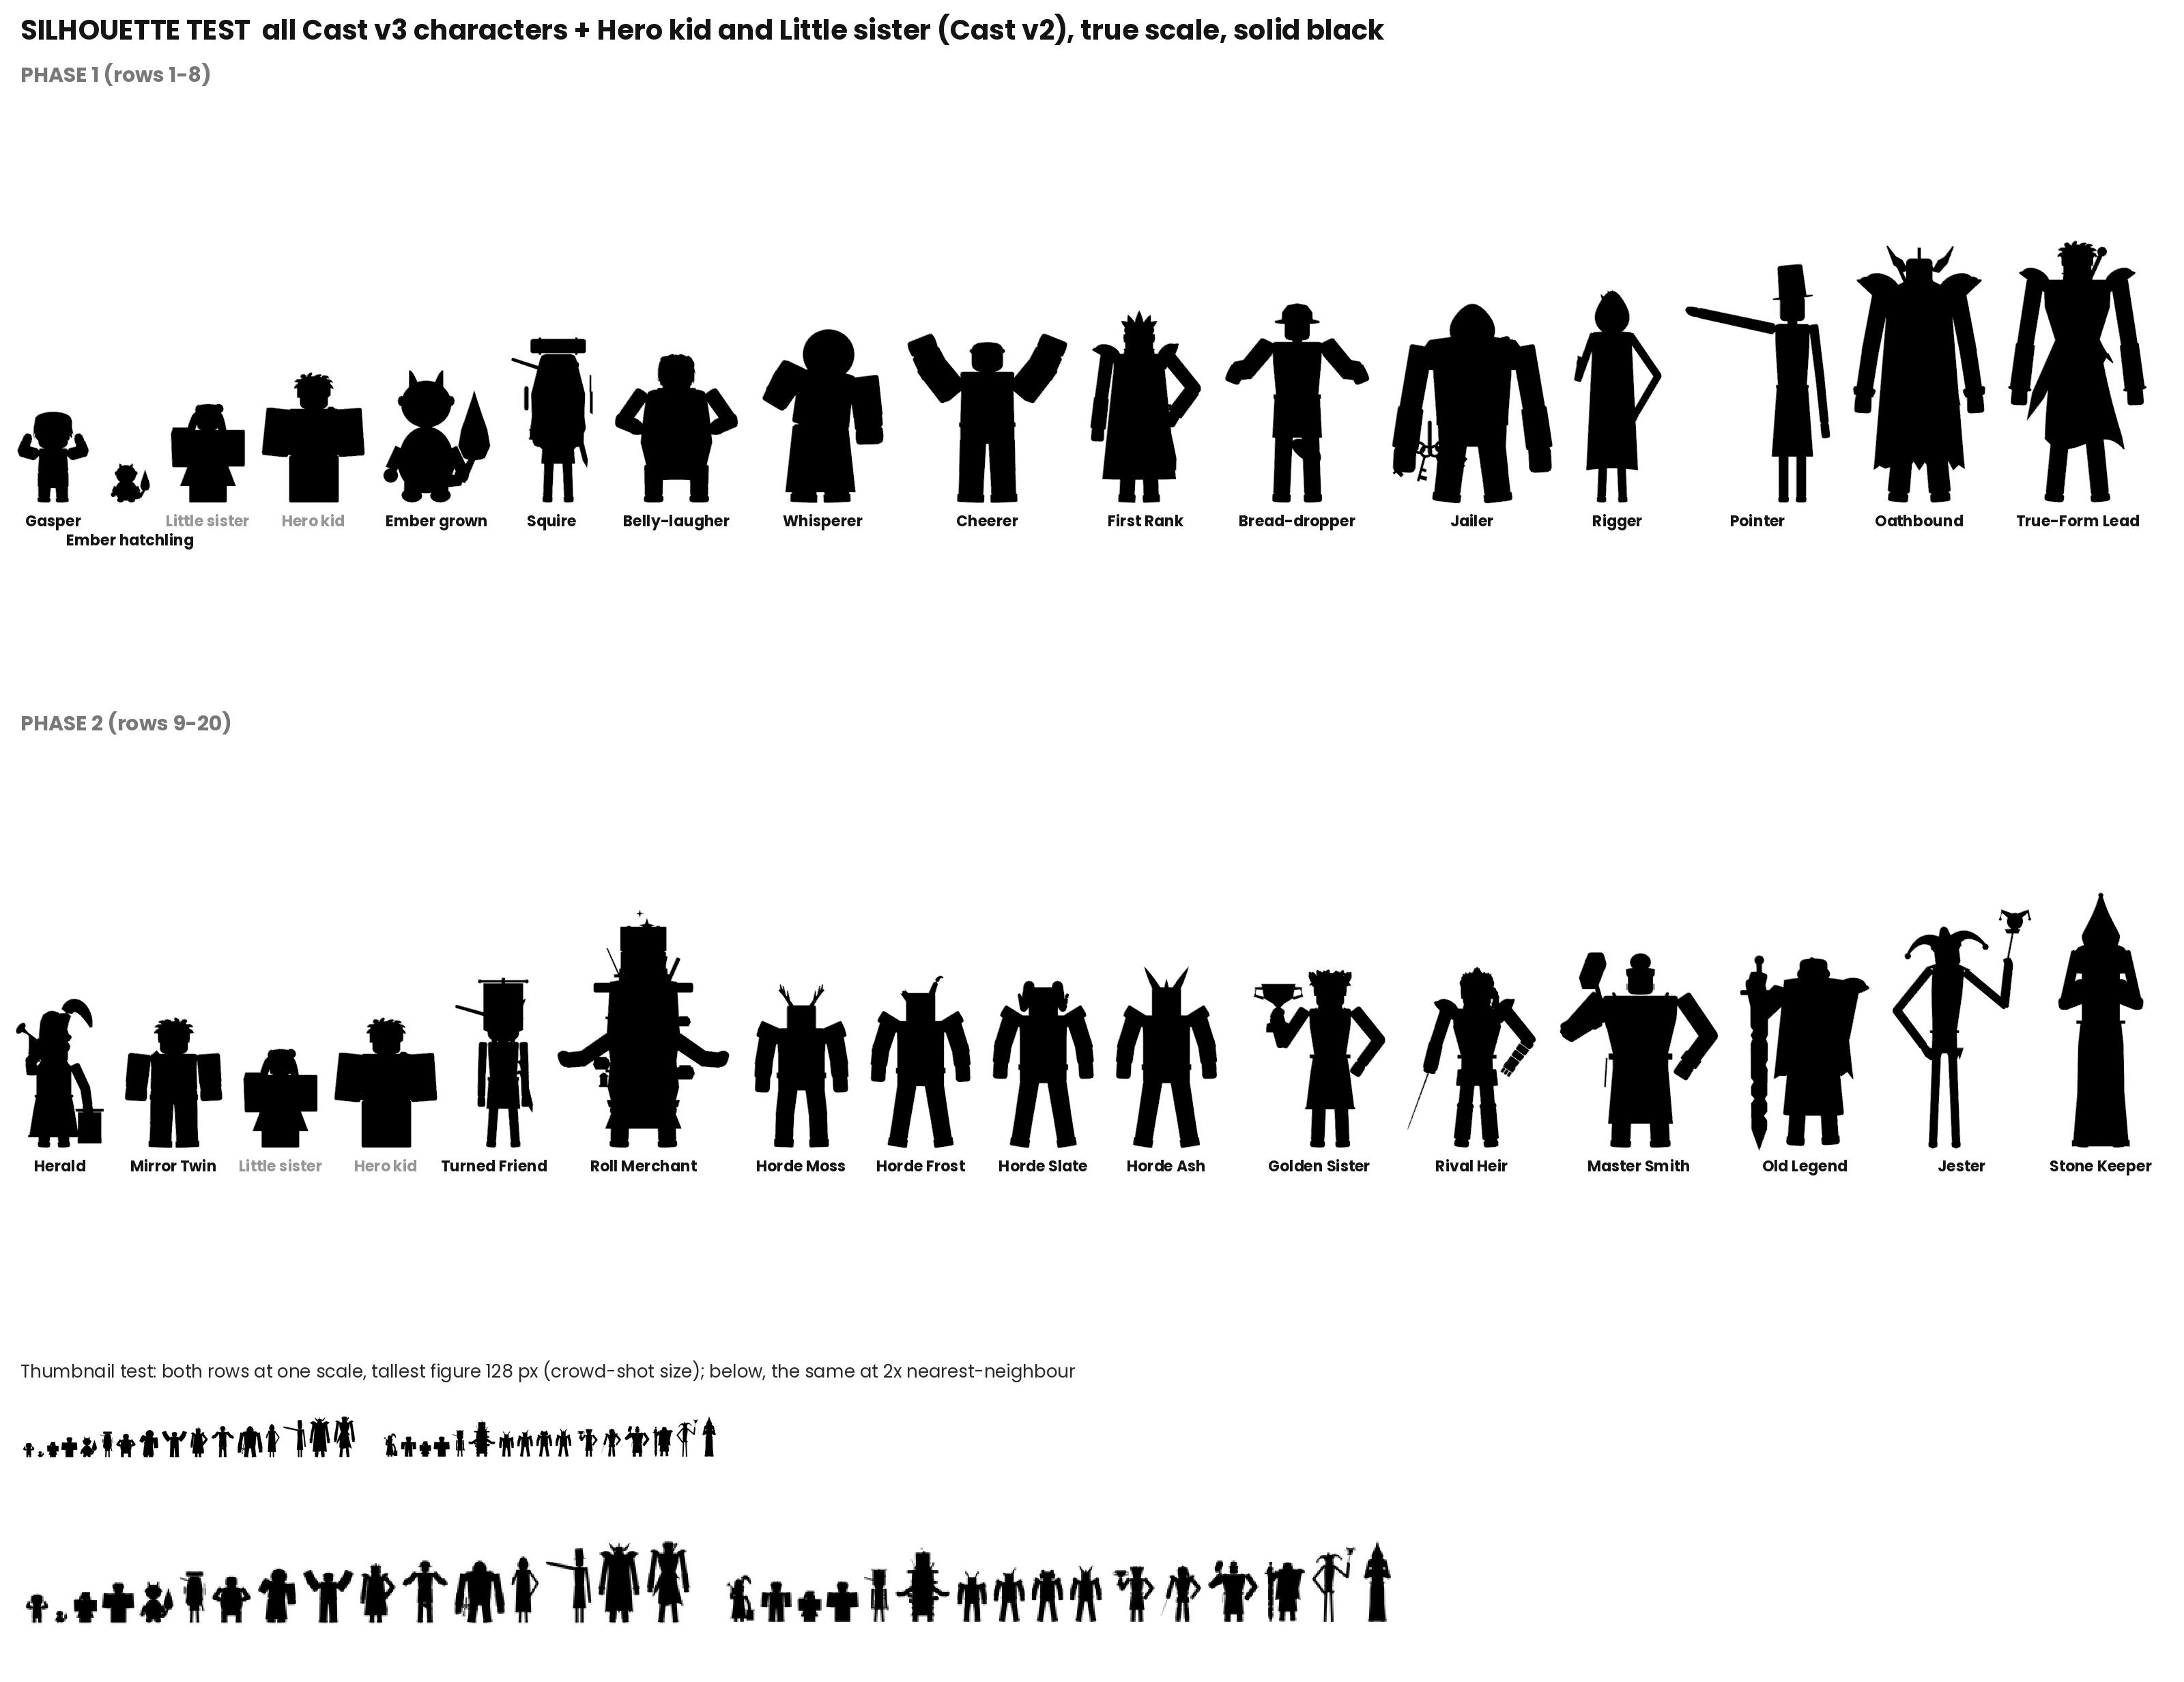 SILHOUETTE TEST  all Cast v3 characters + Hero kid and Little sister (Cast v2), true scale, solid black
PHASE 1 (rows 1-8)
Gasper Little sister Hero kid Ember grown Squire Belly-laugher Whisperer Cheerer First Rank Bread-dropper Jailer Rigger Pointer Oathbound True-Form Lead
Ember hatchling
PHASE 2 (rows 9-20)
Herald Mirror Twin Little sister Hero kid Turned Friend Roll Merchant Horde Moss Horde Frost Horde Slate Horde Ash Golden Sister Rival Heir Master Smith Old Legend Jester Stone Keeper
Thumbnail test: both rows at one scale, tallest figure 128 px (crowd-shot size); below, the same at 2x nearest-neighbour